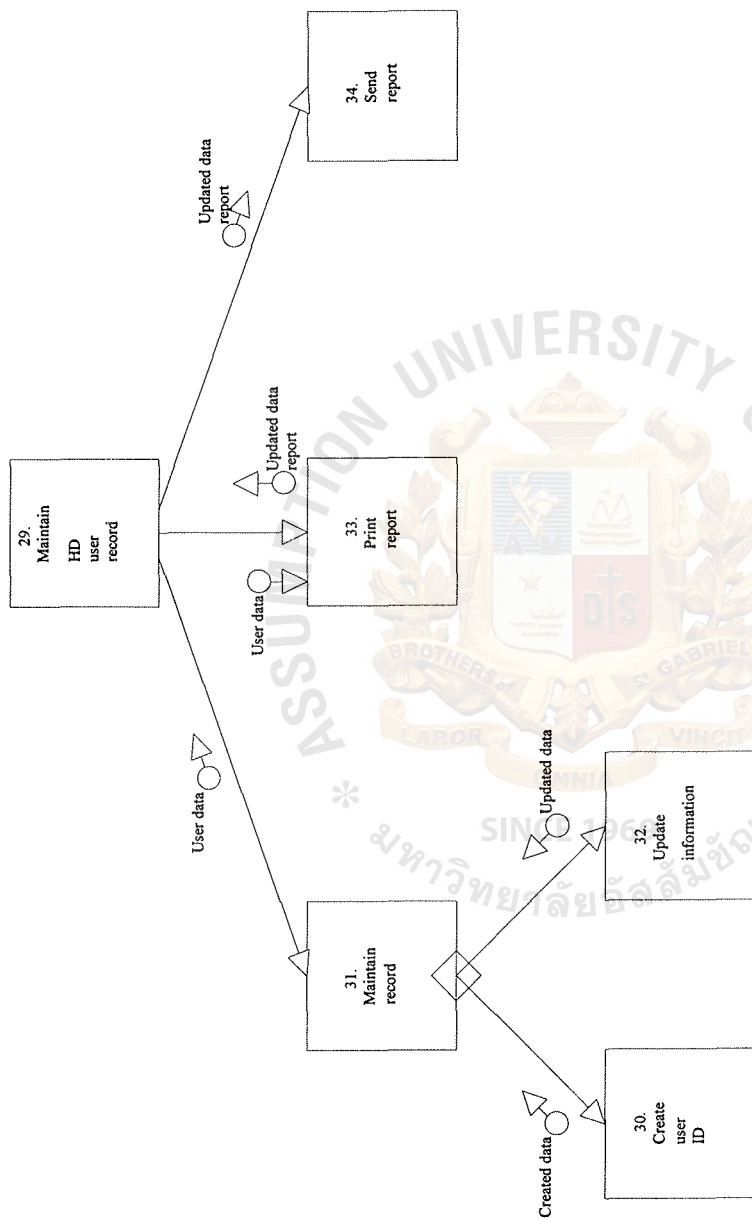 29.
Maintain
HD
user
record
User data
User data
Updated data
report
Updated data
report
31.
Maintain
record
33.
Print
report
34.
Send
report
Created data
Updated data
30.
Create
user
ID
32.
Update
information
* ASSUMPTION UNIVERSITY
A M
D S
BROTHERS of
St GABRIEL
LABOR
OMNIA
VINCIT
SINCE 1969